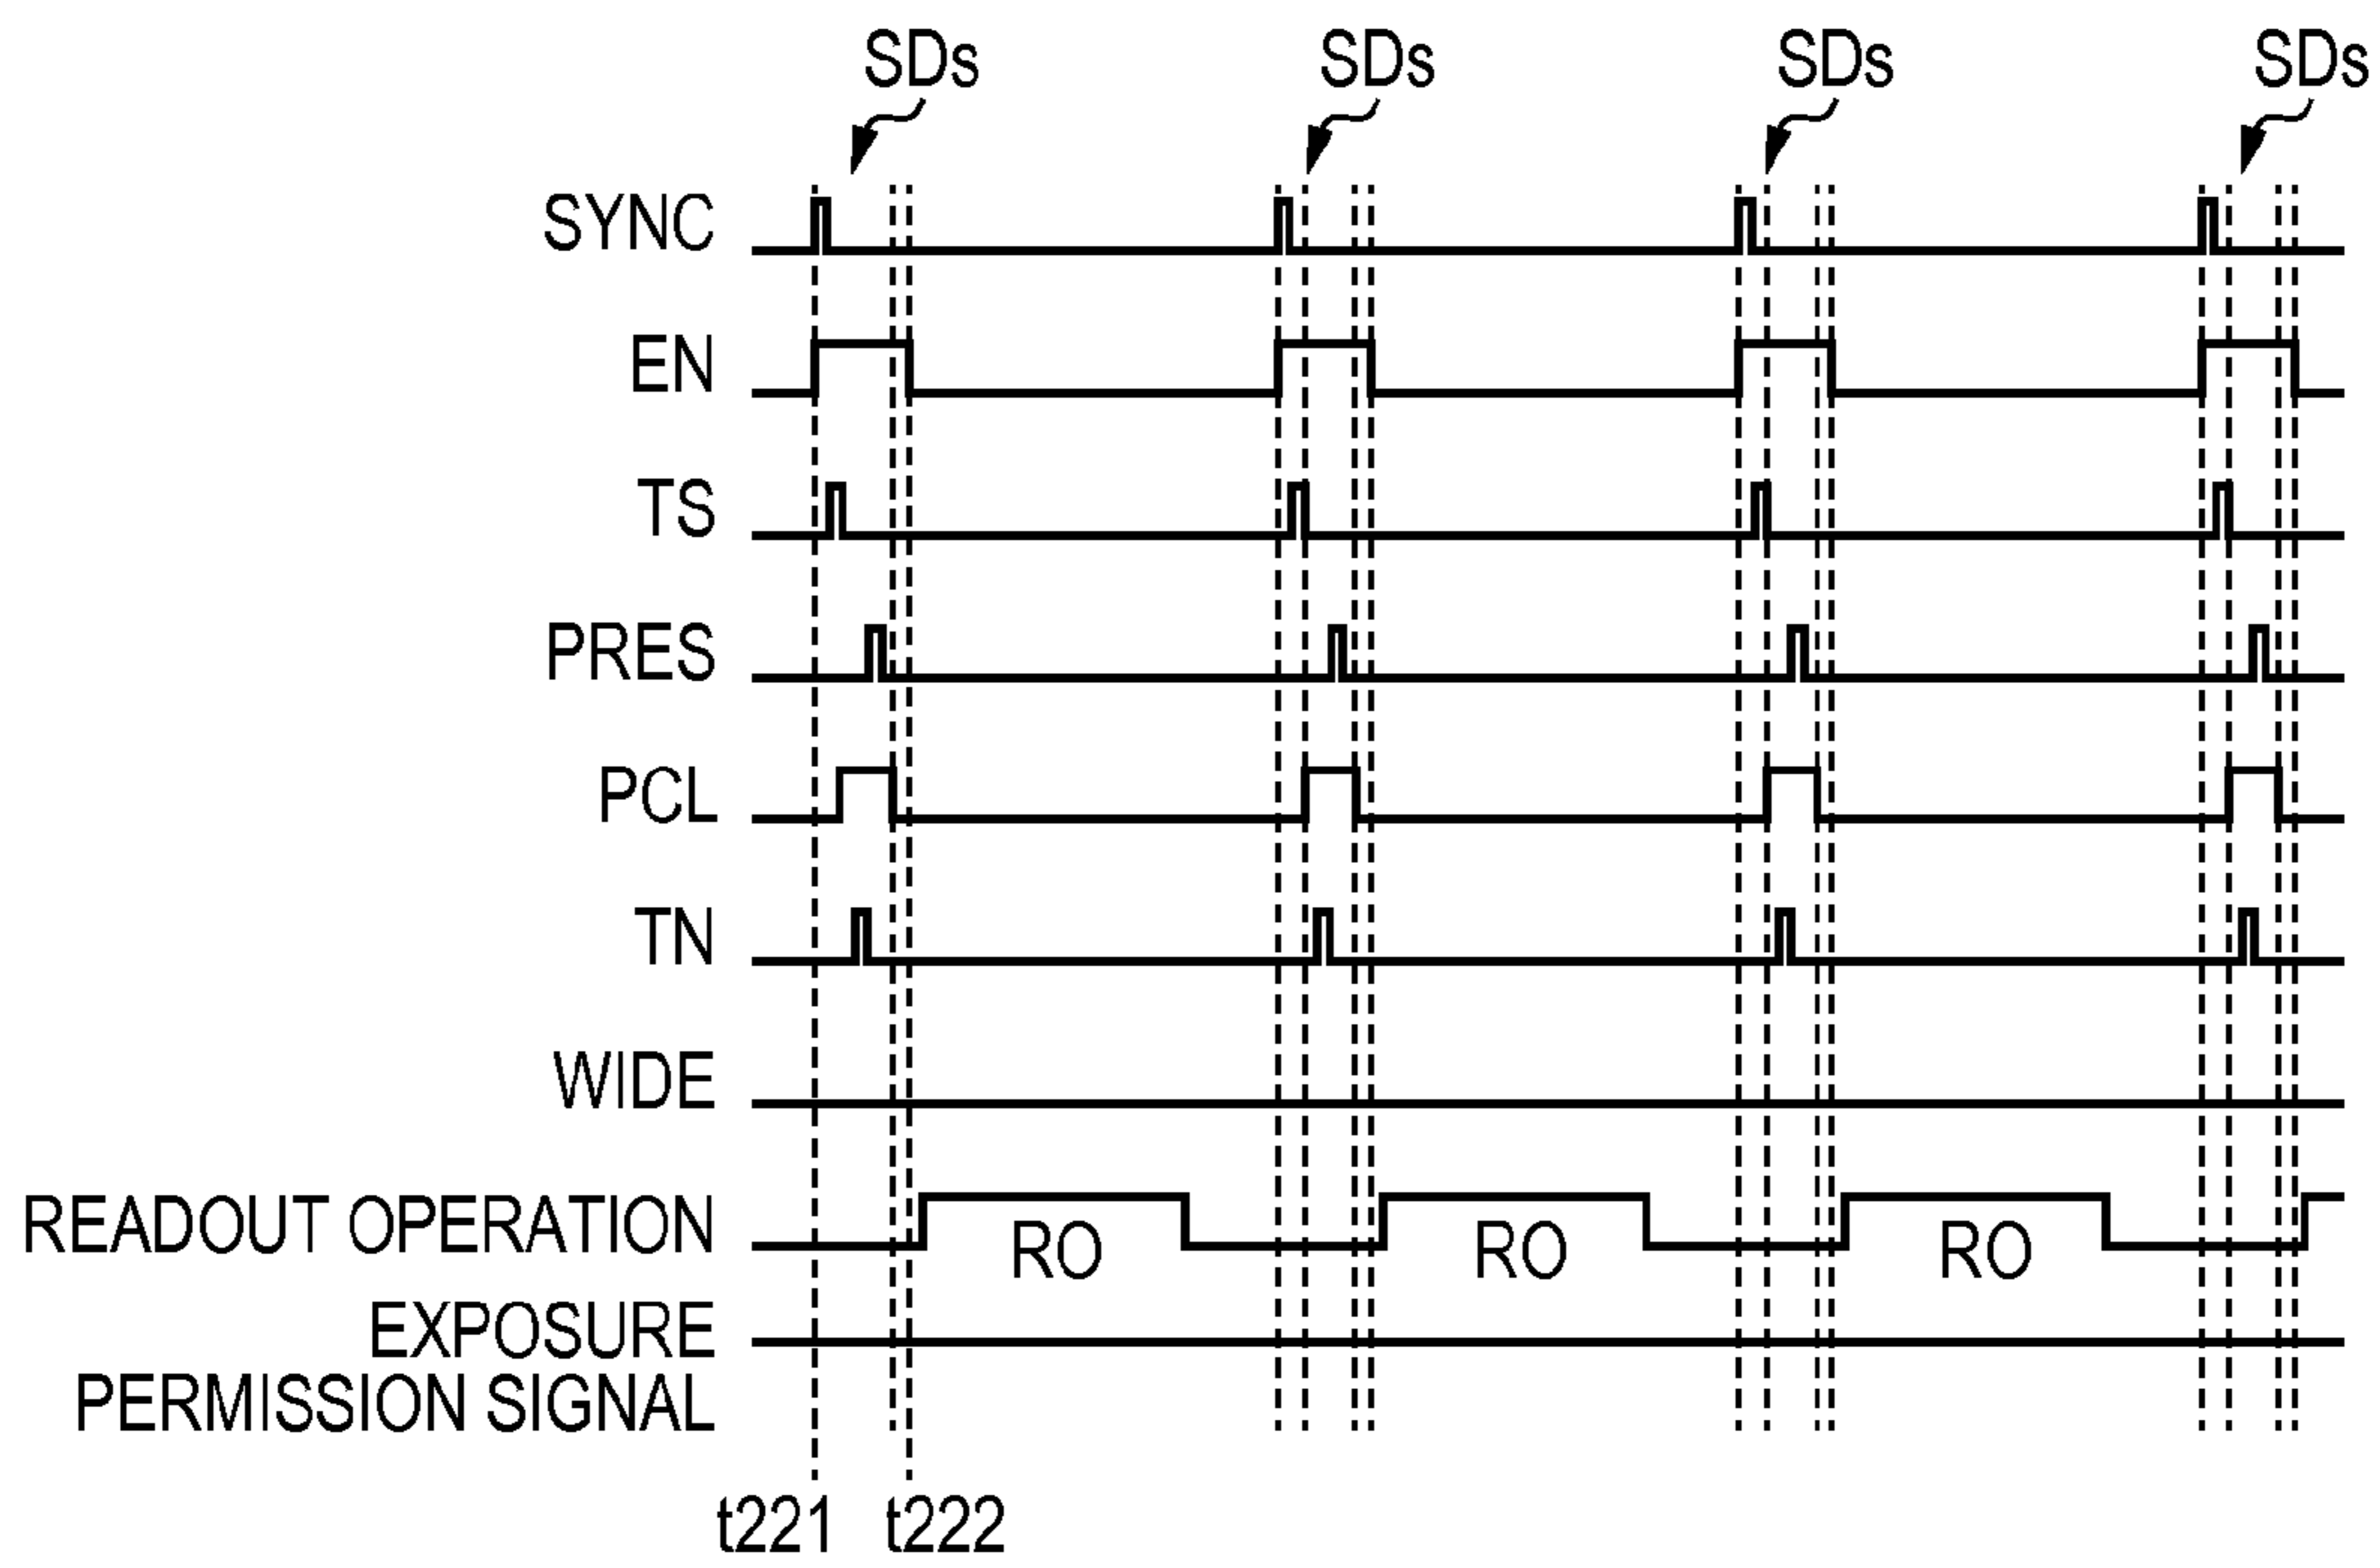 SDs SDs SDs SDs
SYNC
EN
TS
PRES
PCL
TN
WIDE
READOUT OPERATION
RO RO RO
EXPOSURE
PERMISSION SIGNAL
t221 t222